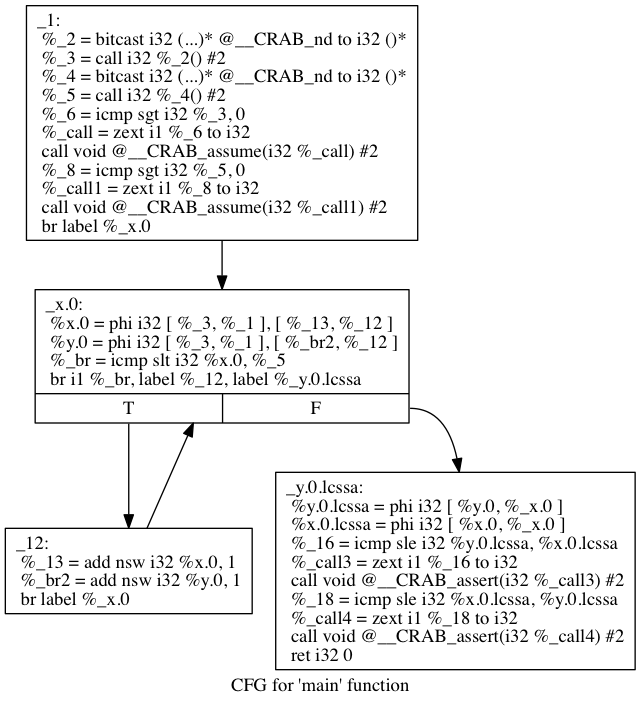 _1:
%_2 = bitcast i32 (...)* @__CRAB_nd to i32 ()*
%_3 = call i32 %_2() #2
%_4 = bitcast i32 (...)* @__CRAB_nd to i32 ()*
%_5 = call i32 %_4() #2
%_6 = icmp sgt i32 %_3, 0
%_call = zext i1 %_6 to i32
call void @__CRAB_assume(i32 %_call) #2
%_8 = icmp sgt i32 %_5, 0
%_call1 = zext i1 %_8 to i32
call void @__CRAB_assume(i32 %_call1) #2
br label %_x.0
_x.0:
%x.0 = phi i32 [ %_3, %_1 ], [ %_13, %_12 ]
%y.0 = phi i32 [ %_3, %_1 ], [ %_br2, %_12 ]
%_br = icmp slt i32 %x.0, %_5
br i1 %_br, label %_12, label %_y.0.lcssa
T
F
_12:
%_13 = add nsw i32 %x.0, 1
%_br2 = add nsw i32 %y.0, 1
br label %_x.0
_y.0.lcssa:
%y.0.lcssa = phi i32 [ %y.0, %_x.0 ]
%x.0.lcssa = phi i32 [ %x.0, %_x.0 ]
%_16 = icmp sle i32 %y.0.lcssa, %x.0.lcssa
%_call3 = zext i1 %_16 to i32
call void @__CRAB_assert(i32 %_call3) #2
%_18 = icmp sle i32 %x.0.lcssa, %y.0.lcssa
%_call4 = zext i1 %_18 to i32
call void @__CRAB_assert(i32 %_call4) #2
ret i32 0
CFG for 'main' function